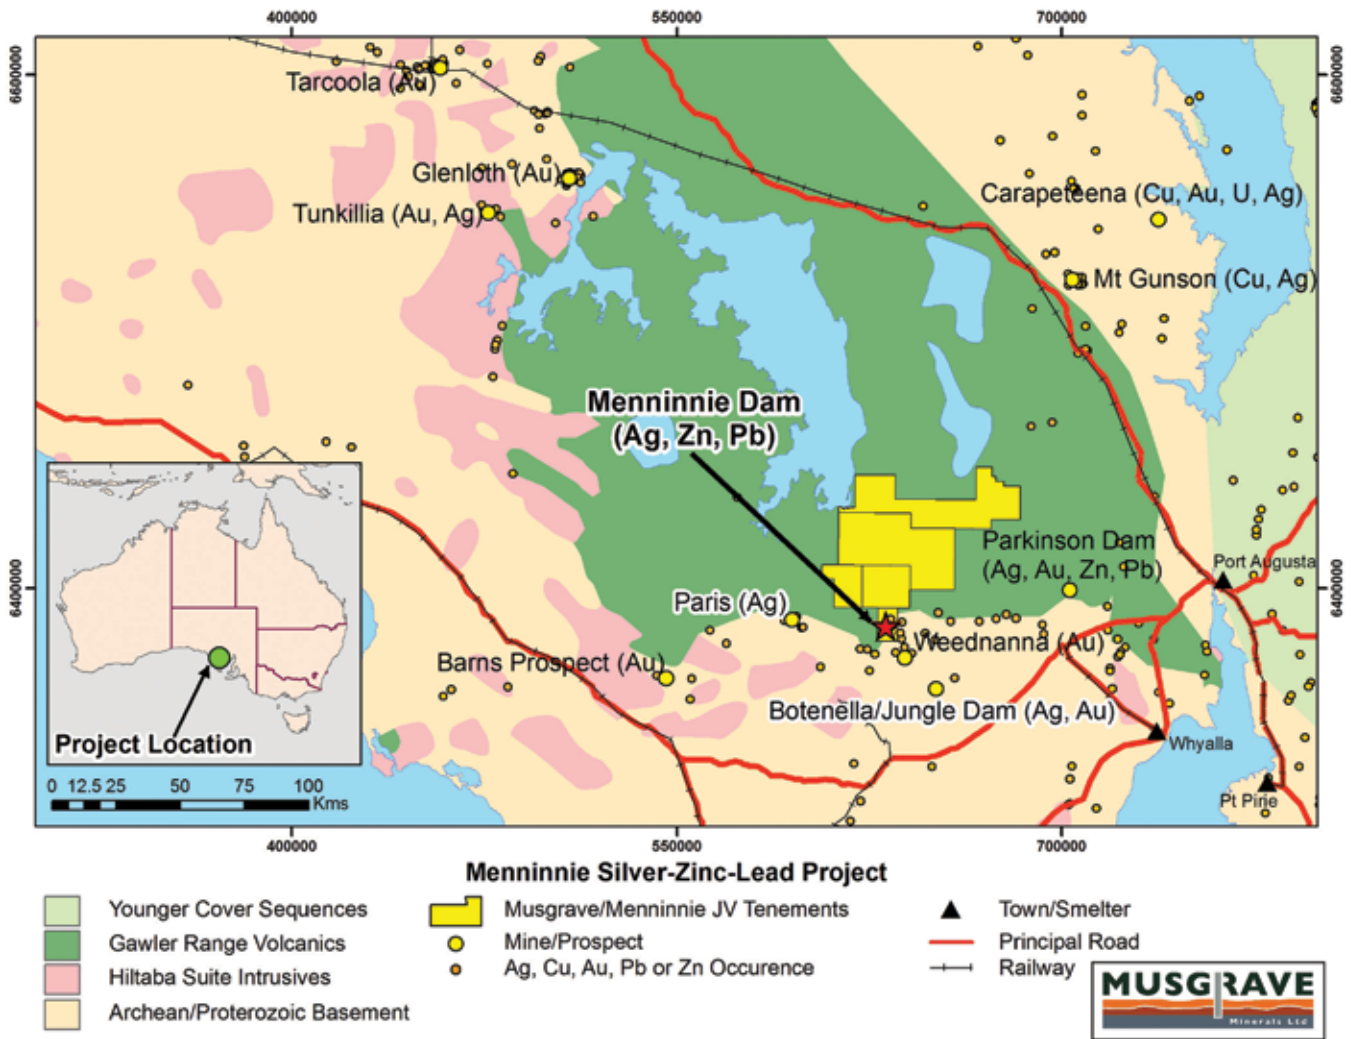 400000
550000
700000
6600000
6600000
Tarcoola (Au)
Glenloth (Au)
Tunkillia (Au, Ag)
Carapeteena (Cu, Au, U, Ag)
Mt Gunson (Cu, Ag)
Menninnie Dam
(Ag, Zn, Pb)
Parkinson Dam
(Ag, Au, Zn, Pb)
Port Augusta
6400000
6400000
Paris (Ag)
Weednanna (Au)
Barns Prospect (Au)
Botenella/Jungle Dam (Ag, Au)
Whyalla
Pt Pirie
Project Location
0 12.5 25 50 75 100
Kms
400000
550000
700000
Menninnie Silver-Zinc-Lead Project
Younger Cover Sequences
Gawler Range Volcanics
Hiltaba Suite Intrusives
Archean/Proterozoic Basement
Musgrave/Menninnie JV Tenements
Mine/Prospect
Ag, Cu, Au, Pb or Zn Occurence
Town/Smelter
Principal Road
Railway
MUSGRAVE
Minerals Ltd